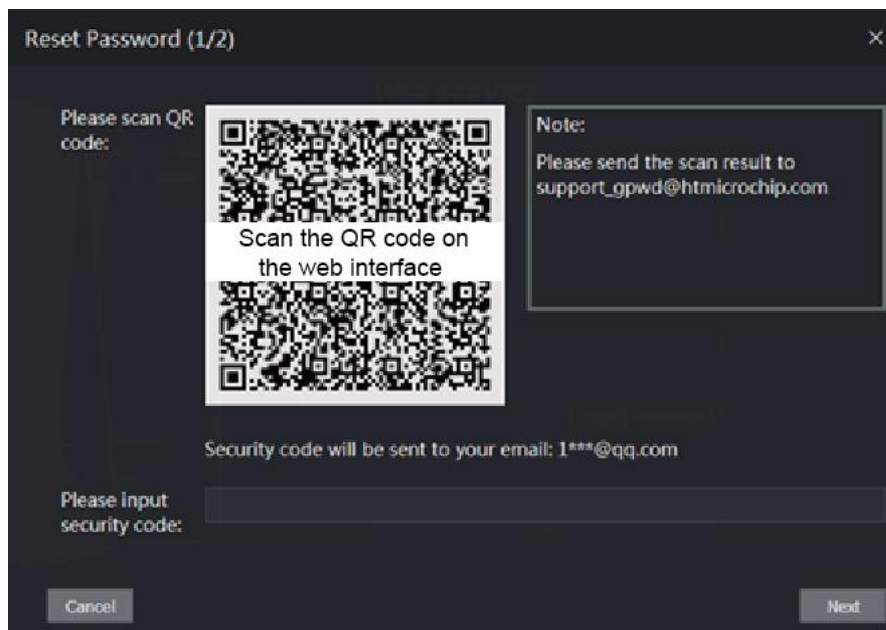 Reset Password (1/2)
Please scan QR
code:
Scan the QR code on
the web interface
Note:
Please send the scan result to
support_gpwd@htmicrochip.com
Security code will be sent to your email: 1***@qq.com
Please input
security code:
Cancel
Next